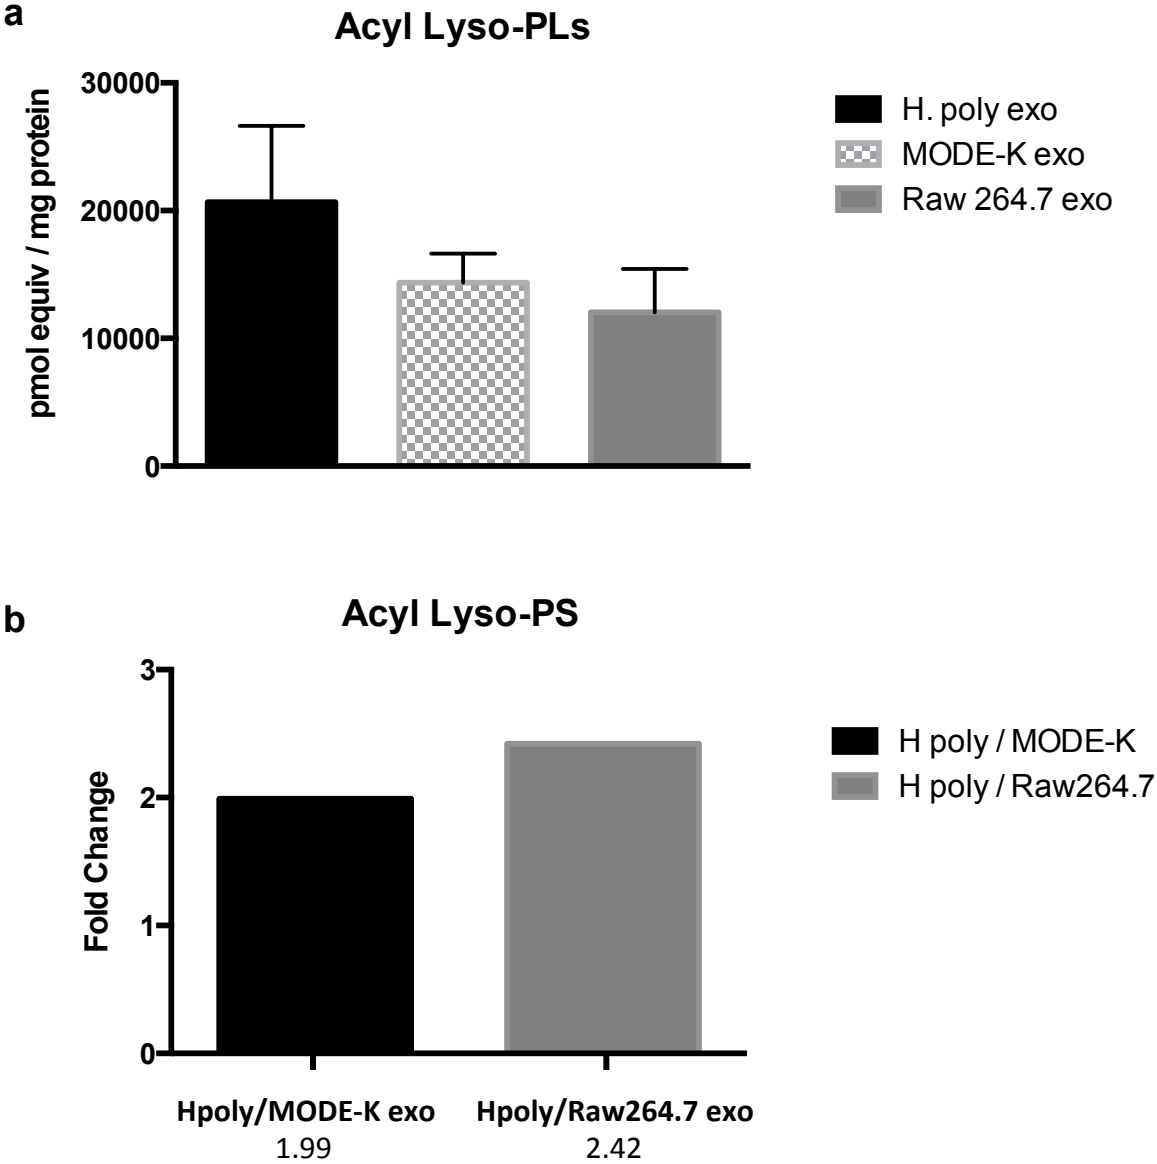 a
Acyl Lyso-PLs
pmol equiv / mg protein
30000
20000
10000
0
H. poly exo
MODE-K exo
Raw 264.7 exo
b
Acyl Lyso-PS
Fold Change
3
2
1
0
H poly / MODE-K
H poly / Raw264.7
Hpoly/MODE-K exo Hpoly/Raw264.7 exo
1.99 2.42